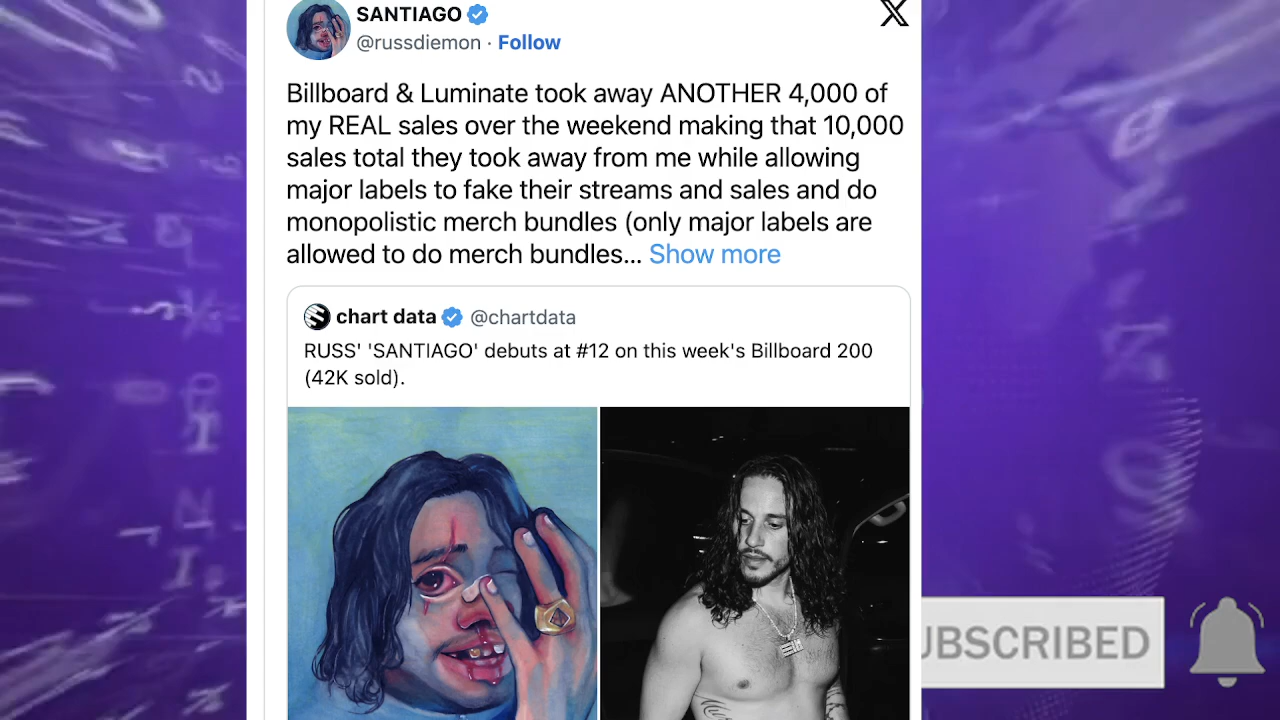 SANTIAGO
@russdiemon · Follow
Billboard & Luminate took away ANOTHER 4,000 of
my REAL sales over the weekend making that 10,000
sales total they took away from me while allowing
major labels to fake their streams and sales and do
monopolistic merch bundles (only major labels are
allowed to do merch bundles... Show more
chart data @chartdata
RUSS' 'SANTIAGO' debuts at #12 on this week's Billboard 200
(42K sold).
UBSCRIBED